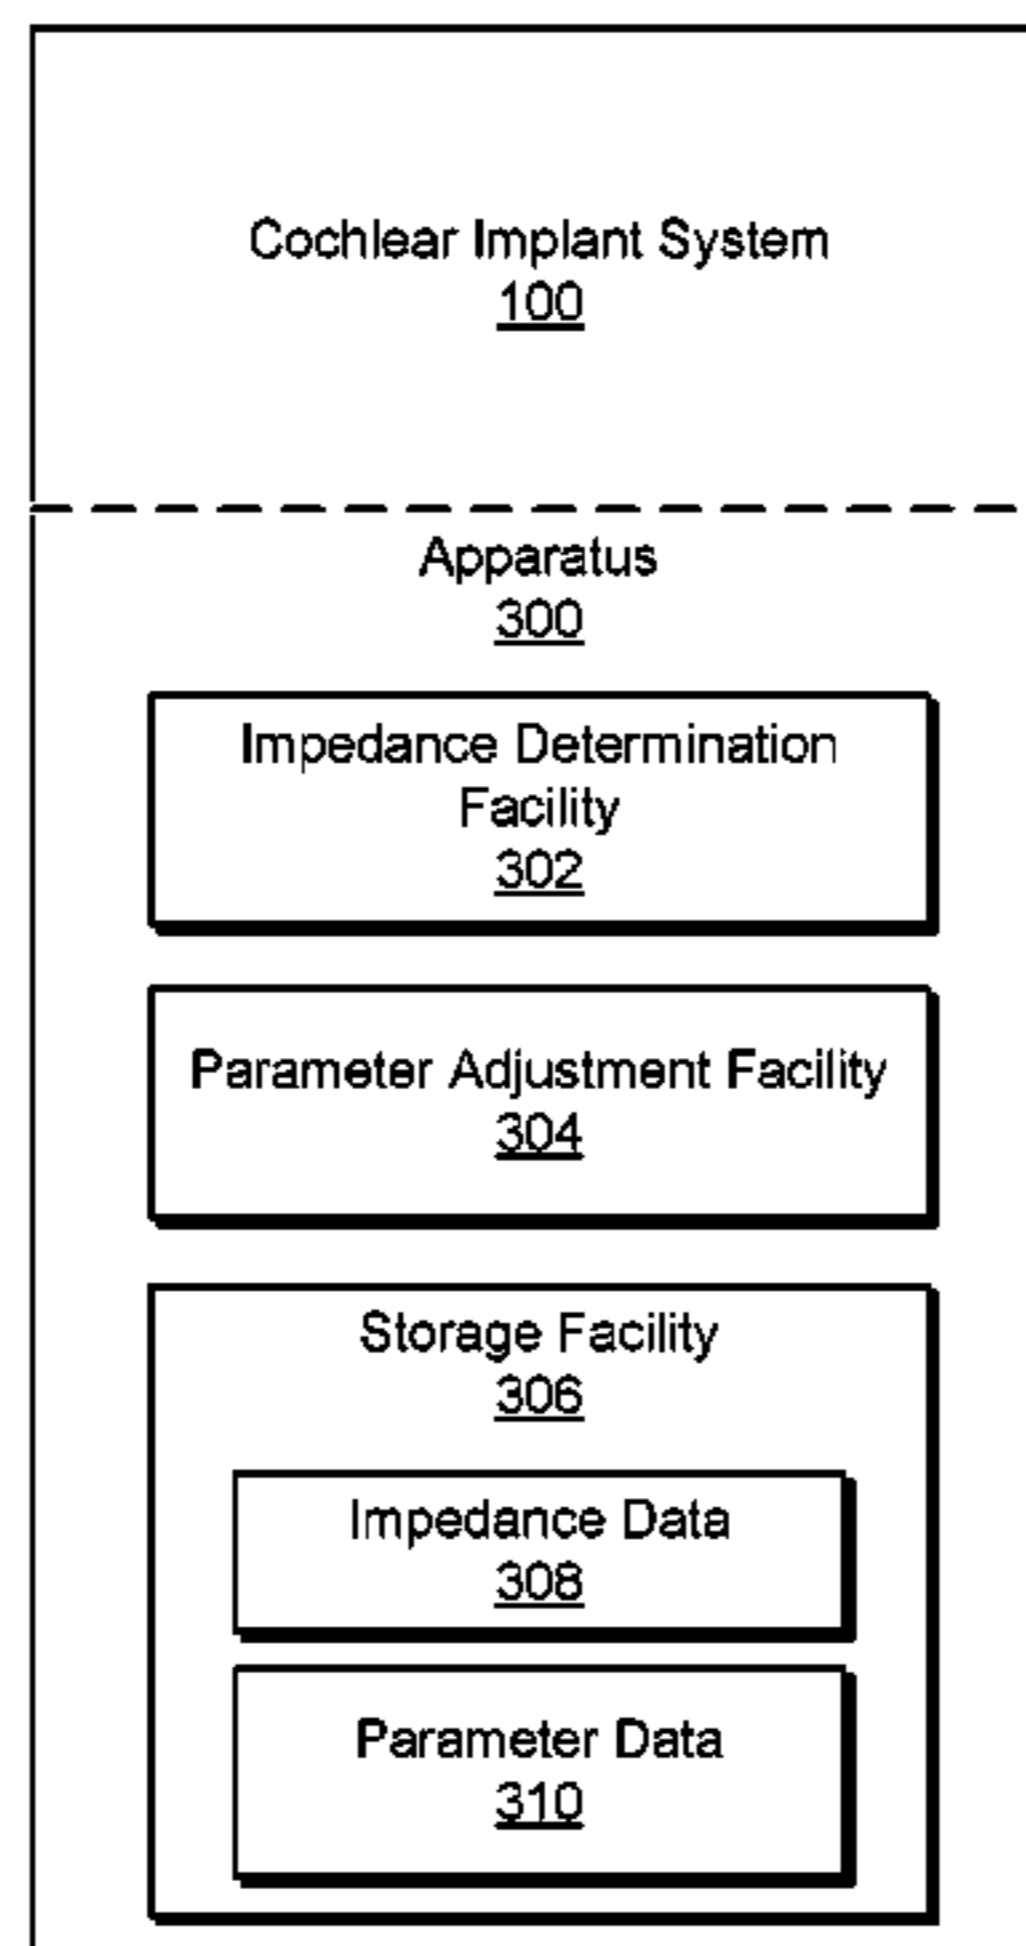 Cochlear Implant System
100
Apparatus
300
Impedance Determination
Facility
302
Parameter Adjustment Facility
304
Storage Facility
306
Impedance Data
308
Parameter Data
310